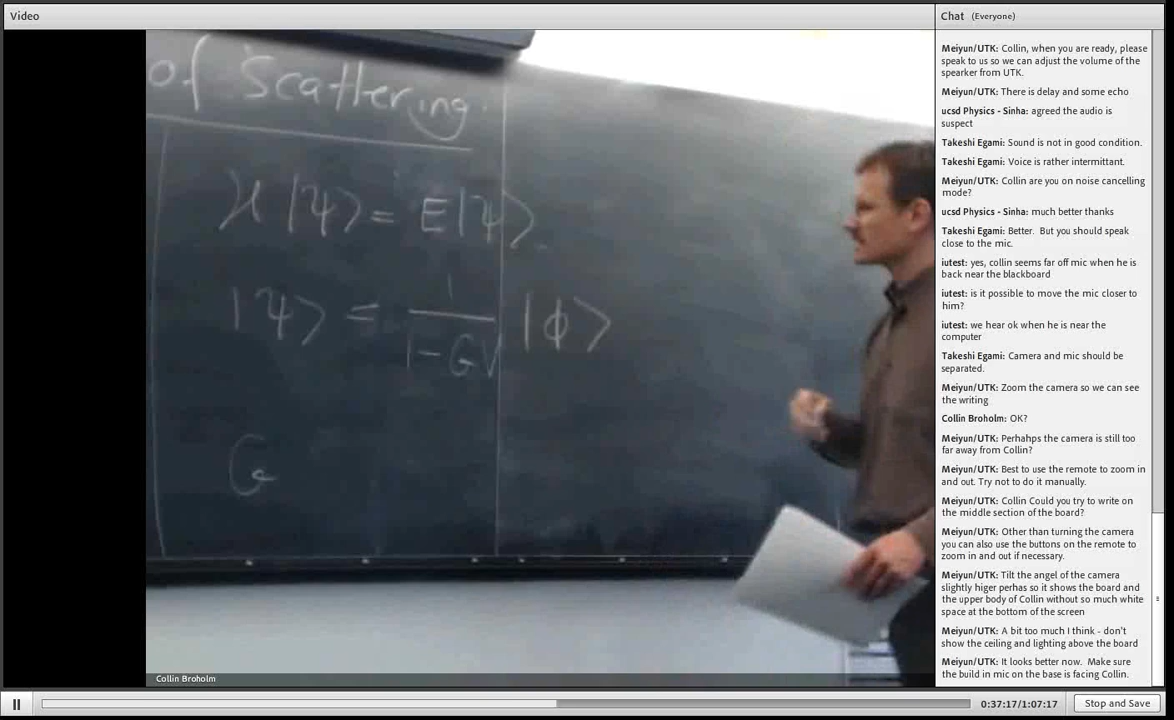 Video
of Scattering.
ℋ|ψ> = E|ψ>.
|ψ> = 1/(1-GV) |ϕ>
G
Collin Broholm
Chat (Everyone)
Meiyun/UTK: Collin, when you are ready, please
speak to us so we can adjust the volume of the
spearker from UTK.
Meiyun/UTK: There is delay and some echo
ucsd Physics - Sinha: agreed the audio is
suspect
Takeshi Egami: Sound is not in good condition.
Takeshi Egami: Voice is rather intermittant.
Meiyun/UTK: Collin are you on noise cancelling
mode?
ucsd Physics - Sinha: much better thanks
Takeshi Egami: Better. But you should speak
close to the mic.
iutest: yes, collin seems far off mic when he is
back near the blackboard
iutest: is it possible to move the mic closer to
him?
iutest: we hear ok when he is near the
computer
Takeshi Egami: Camera and mic should be
separated.
Meiyun/UTK: Zoom the camera so we can see
the writing
Collin Broholm: OK?
Meiyun/UTK: Perhahps the camera is still too
far away from Collin?
Meiyun/UTK: Best to use the remote to zoom in
and out. Try not to do it manually.
Meiyun/UTK: Collin Could you try to write on
the middle section of the board?
Meiyun/UTK: Other than turning the camera
you can also use the buttons on the remote to
zoom in and out if necessary.
Meiyun/UTK: Tilt the angel of the camera
slightly higer perhas so it shows the board and
the upper body of Collin without so much white
space at the bottom of the screen
Meiyun/UTK: A bit too much I think - don't
show the ceiling and lighting above the board
Meiyun/UTK: It looks better now. Make sure
the build in mic on the base is facing Collin.
0:37:17/1:07:17
Stop and Save